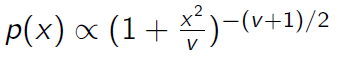 p(x) ∝ (1 + x²/v)^{-(v+1)/2}